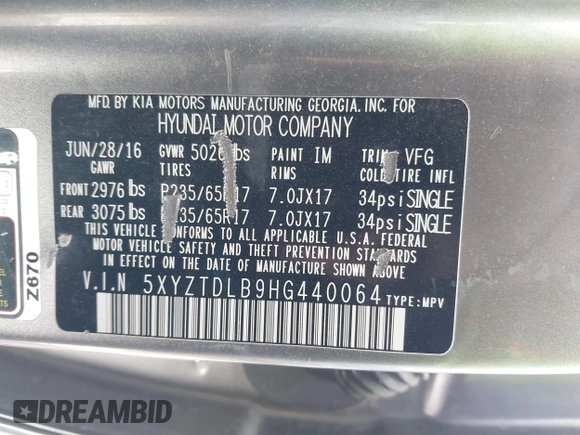 MFD. BY KIA MOTORS MANUFACTURING GEORGIA. INC. FOR
HYUNDAI MOTOR COMPANY
JUN/28/16 GVWR lbs PAINT IM TRIM VFG
GAWR TIRES RIMS COLD TIRE INFL
FRONT 2976 lbs P235/65R17 7.0JX17 34psi SINGLE
REAR 3075 lbs 7.0JX17 34psi SINGLE
THIS VEHICLE CONFORMS TO ALL APPLICABLE U.S.A. FEDERAL
MOTOR VEHICLE SAFETY AND THEFT PREVENTION STANDARDS
IN EFFECT ON THE DATE OF MANUFACTURE SHOWN ABOVE.
V.I.N 5XYZTDLB9HG440064 TYPE: MPV
Z670
DREAMBID